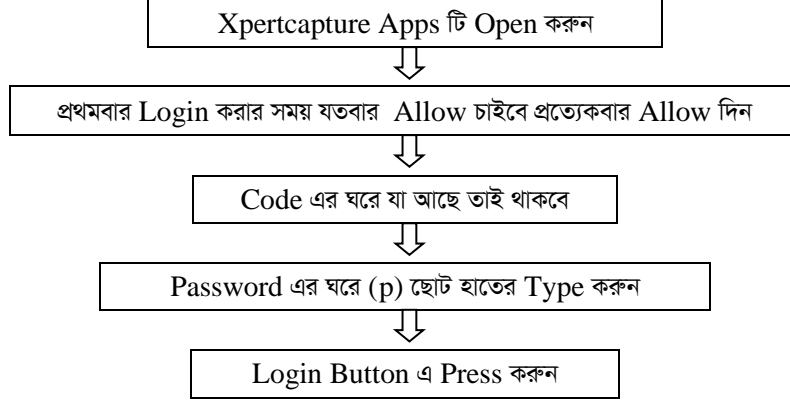 Xpertcapture Apps টি Open করুন
প্রথমবার Login করার সময় যতবার Allow চাইবে প্রত্যেকবার Allow দিন
Code এর ঘরে যা আছে তাই থাকবে
Password এর ঘরে (p) ছোট হাতের Type করুন
Login Button এ Press করুন